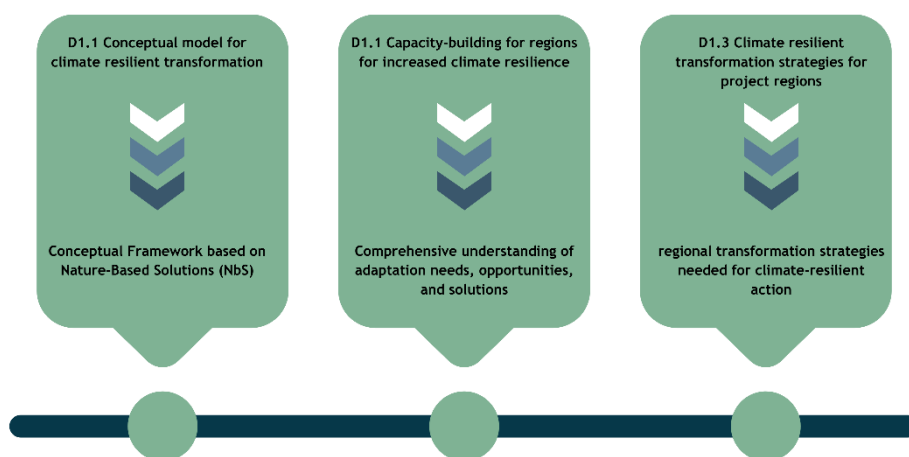 D1.1 Conceptual model for
climate resilient transformation
Conceptual Framework based on
Nature-Based Solutions (NbS)
D1.1 Capacity-building for regions
for increased climate resilience
Comprehensive understanding of
adaptation needs, opportunities,
and solutions
D1.3 Climate resilient
transformation strategies for
project regions
regional transformation strategies
needed for climate-resilient
action